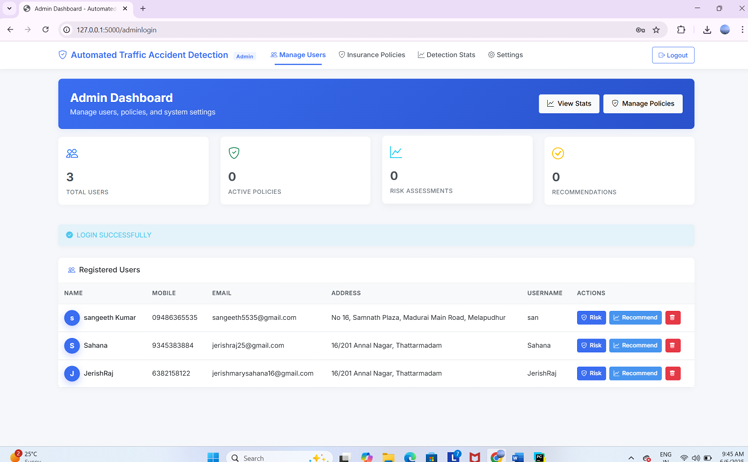 Admin Dashboard - Automated
127.0.0.1:5000/adminlogin
Automated Traffic Accident Detection Admin Manage Users Insurance Policies Detection Stats Settings Logout
Admin Dashboard
Manage users, policies, and system settings
View Stats Manage Policies
3 0 0 0
TOTAL USERS ACTIVE POLICIES RISK ASSESSMENTS RECOMMENDATIONS
LOGIN SUCCESSFULLY
Registered Users
NAME MOBILE EMAIL ADDRESS USERNAME ACTIONS
s sangeeth Kumar 09486365535 sangeeth5535@gmail.com No 16, Samnath Plaza, Madurai Main Road, Melapudhur san Risk Recommend
S Sahana 9345383884 jerishraj25@gmail.com 16/201 Annal Nagar, Thattarmadam Sahana Risk Recommend
J JerishRaj 6382158122 jerishmarysahana16@gmail.com 16/201 Annal Nagar, Thattarmadam JerishRaj Risk Recommend
2 25°C Search ENG 9:45 AM